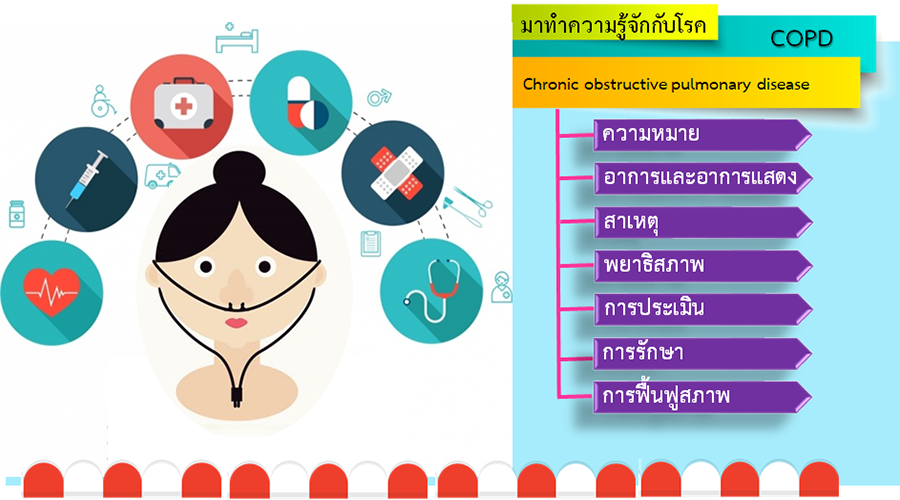 มาทำความรู้จักกับโรค
COPD
Chronic obstructive pulmonary disease
ความหมาย
อาการและอาการแสดง
สาเหตุ
พยาธิสภาพ
การประเมิน
การรักษา
การฟื้นฟูสภาพ